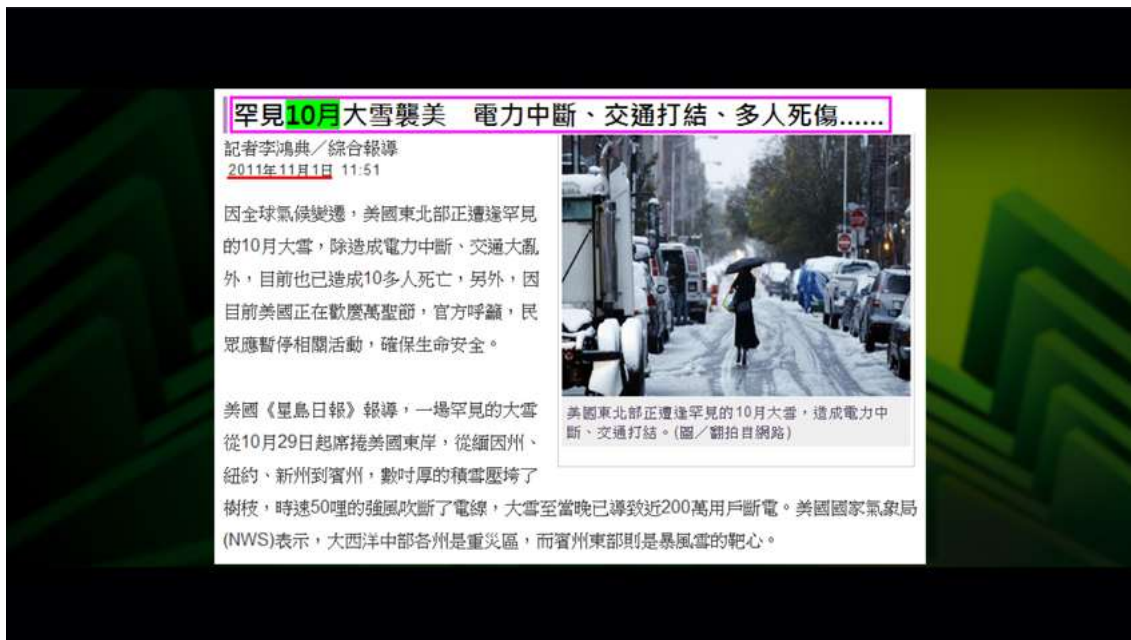 罕見10月大雪襲美　電力中斷、交通打結、多人死傷......
記者李鴻典／綜合報導
2011年11月1日 11:51
因全球氣候變遷，美國東北部正遭逢罕見
的10月大雪，除造成電力中斷、交通大亂
外，目前也已造成10多人死亡，另外，因
目前美國正在歡慶萬聖節，官方呼籲，民
眾應暫停相關活動，確保生命安全。
美國《星島日報》報導，一場罕見的大雪
從10月29日起席捲美國東岸，從緬因州、
紐約、新州到賓州，數吋厚的積雪壓垮了
樹枝，時速50哩的強風吹斷了電線，大雪至當晚已導致近200萬用戶斷電。美國國家氣象局
(NWS)表示，大西洋中部各州是重災區，而賓州東部則是暴風雪的靶心。
美國東北部正遭逢罕見的10月大雪，造成電力中
斷、交通打結。(圖／翻拍自網路)